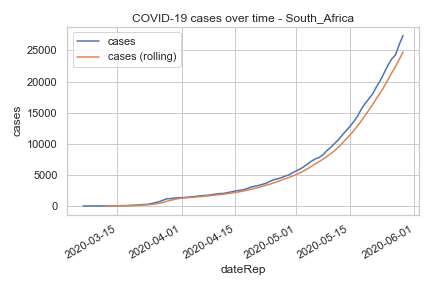 COVID-19 cases over time - South_Africa
cases
cases (rolling)
cases
25000
20000
15000
10000
5000
0
2020-03-15
2020-04-01
2020-04-15
2020-05-01
2020-05-15
2020-06-01
dateRep